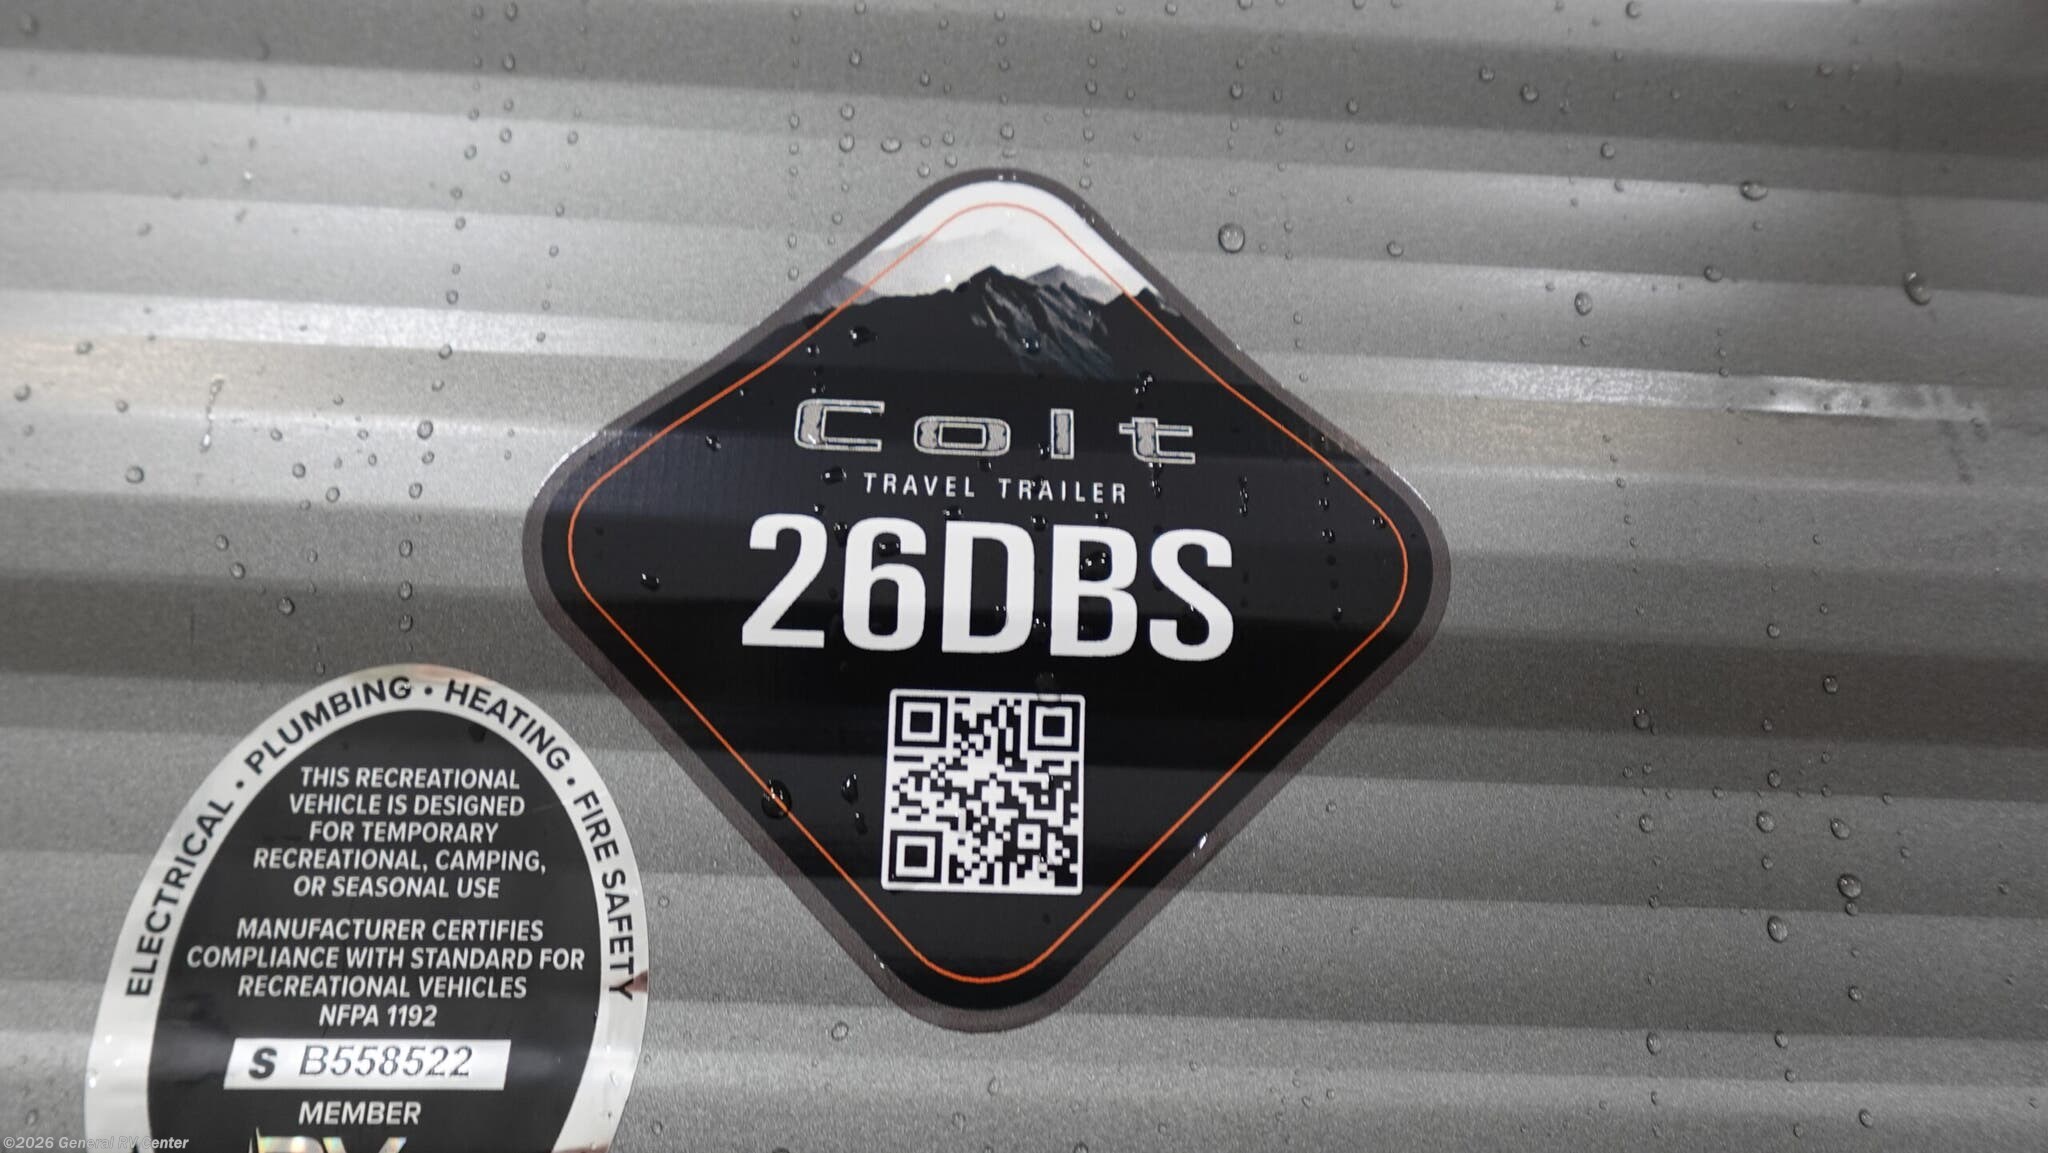 Colt
TRAVEL TRAILER
26DBS
ELECTRICAL • PLUMBING • HEATING • FIRE SAFETY
THIS RECREATIONAL
VEHICLE IS DESIGNED
FOR TEMPORARY
RECREATIONAL, CAMPING,
OR SEASONAL USE
MANUFACTURER CERTIFIES
COMPLIANCE WITH STANDARD FOR
RECREATIONAL VEHICLES
NFPA 1192
S B558522
MEMBER
RV
©2026 General RV Center